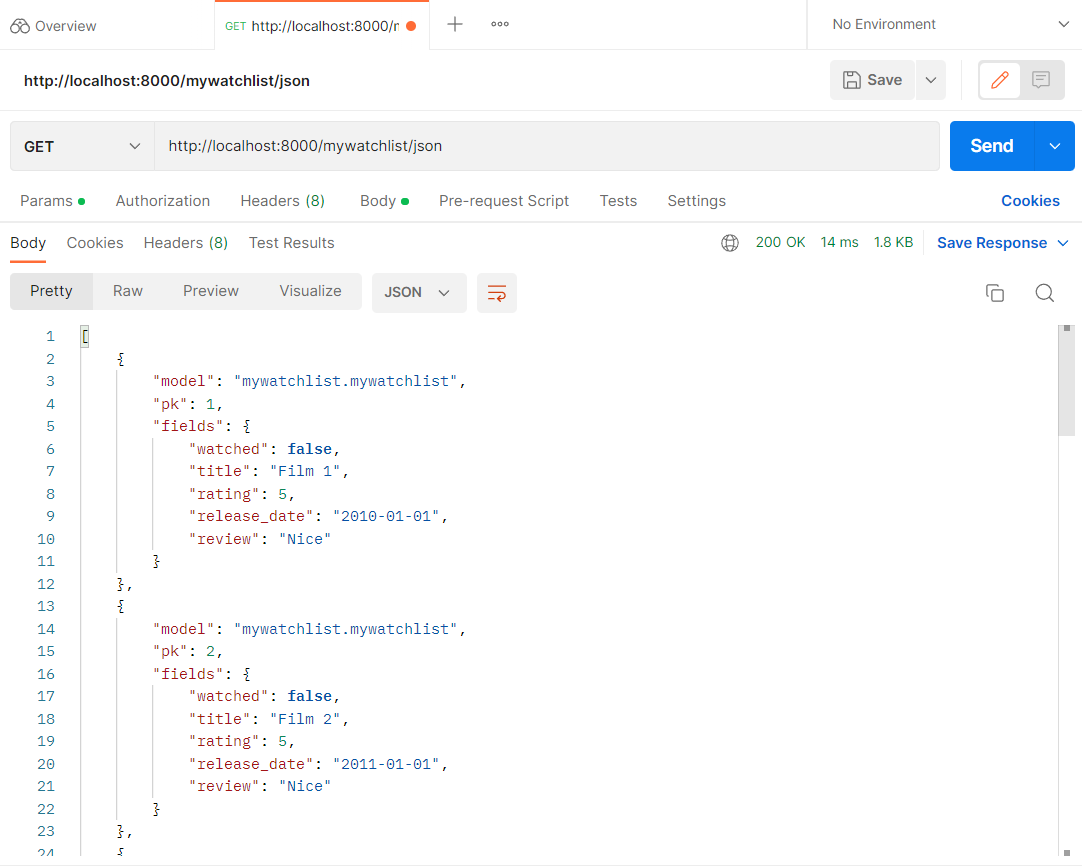 Overview GET http://localhost:8000/ No Environment
http://localhost:8000/mywatchlist/json Save
GET http://localhost:8000/mywatchlist/json Send
Params Authorization Headers (8) Body Pre-request Script Tests Settings Cookies
Body Cookies Headers (8) Test Results 200 OK 14 ms 1.8 KB Save Response
Pretty Raw Preview Visualize JSON
1 [
2 {
3 "model": "mywatchlist.mywatchlist",
4 "pk": 1,
5 "fields": {
6 "watched": false,
7 "title": "Film 1",
8 "rating": 5,
9 "release_date": "2010-01-01",
10 "review": "Nice"
11 }
12 },
13 {
14 "model": "mywatchlist.mywatchlist",
15 "pk": 2,
16 "fields": {
17 "watched": false,
18 "title": "Film 2",
19 "rating": 5,
20 "release_date": "2011-01-01",
21 "review": "Nice"
22 }
23 },
24 {